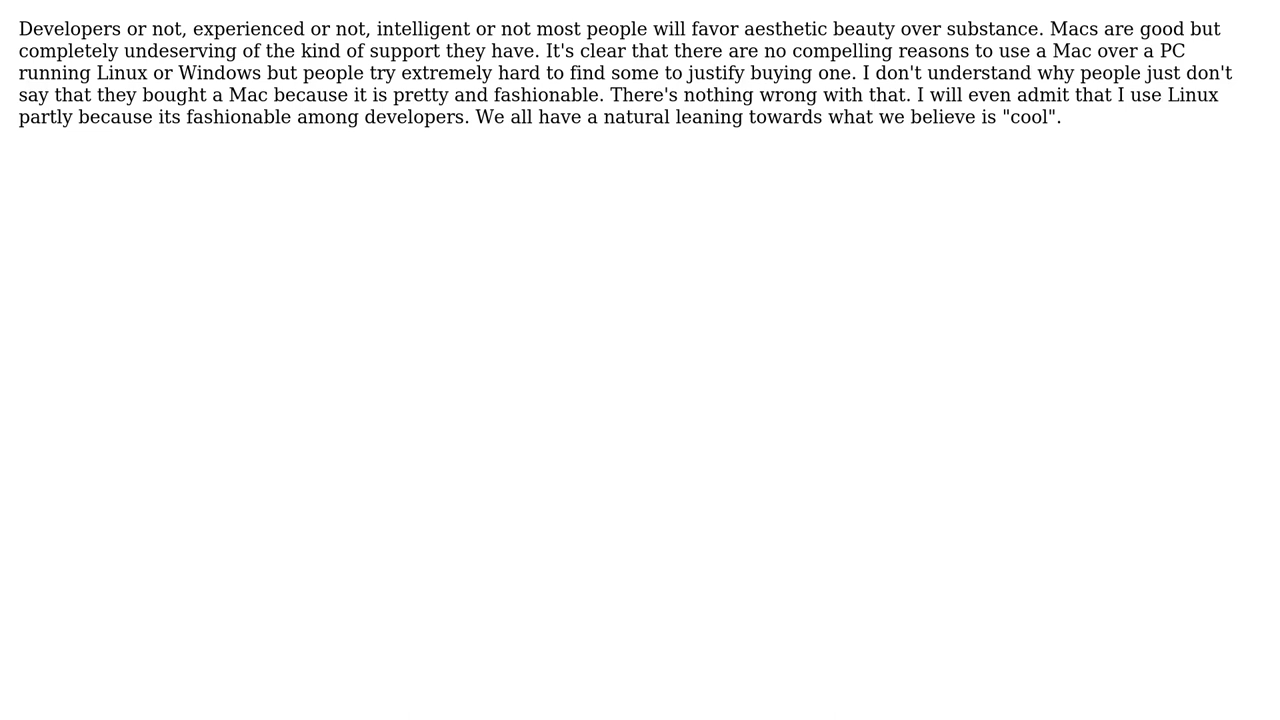 Developers or not, experienced or not, intelligent or not most people will favor aesthetic beauty over substance. Macs are good but
completely undeserving of the kind of support they have. It's clear that there are no compelling reasons to use a Mac over a PC
running Linux or Windows but people try extremely hard to find some to justify buying one. I don't understand why people just don't
say that they bought a Mac because it is pretty and fashionable. There's nothing wrong with that. I will even admit that I use Linux
partly because its fashionable among developers. We all have a natural leaning towards what we believe is "cool".